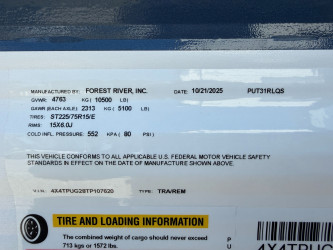 MANUFACTURED BY: FOREST RIVER, INC. DATE: 10/21/2025 PUT31RLQS
GVWR: 4763 KG ( 10500 LB)
GAWR (EACH AXLE) 2313 KG ( 5100 LB)
TIRES: ST225/75R15/E
RIMS: 15X6.0J
COLD INFL. PRESSURE: 552 KPA ( 80 PSI )
THIS VEHICLE CONFORMS TO ALL APPLICABLE U.S. FEDERAL MOTOR VEHICLE SAFETY
STANDARDS IN EFFECT ON THE DATE OF MANUFACTURE SHOWN ABOVE.
V.I.N.: 4X4TPUG28TP107620 TYPE: TRA/REM
TIRE AND LOADING INFORMATION
The combined weight of cargo should never exceed
713 kgs or 1572 lbs.
P
U
4X4TPUG